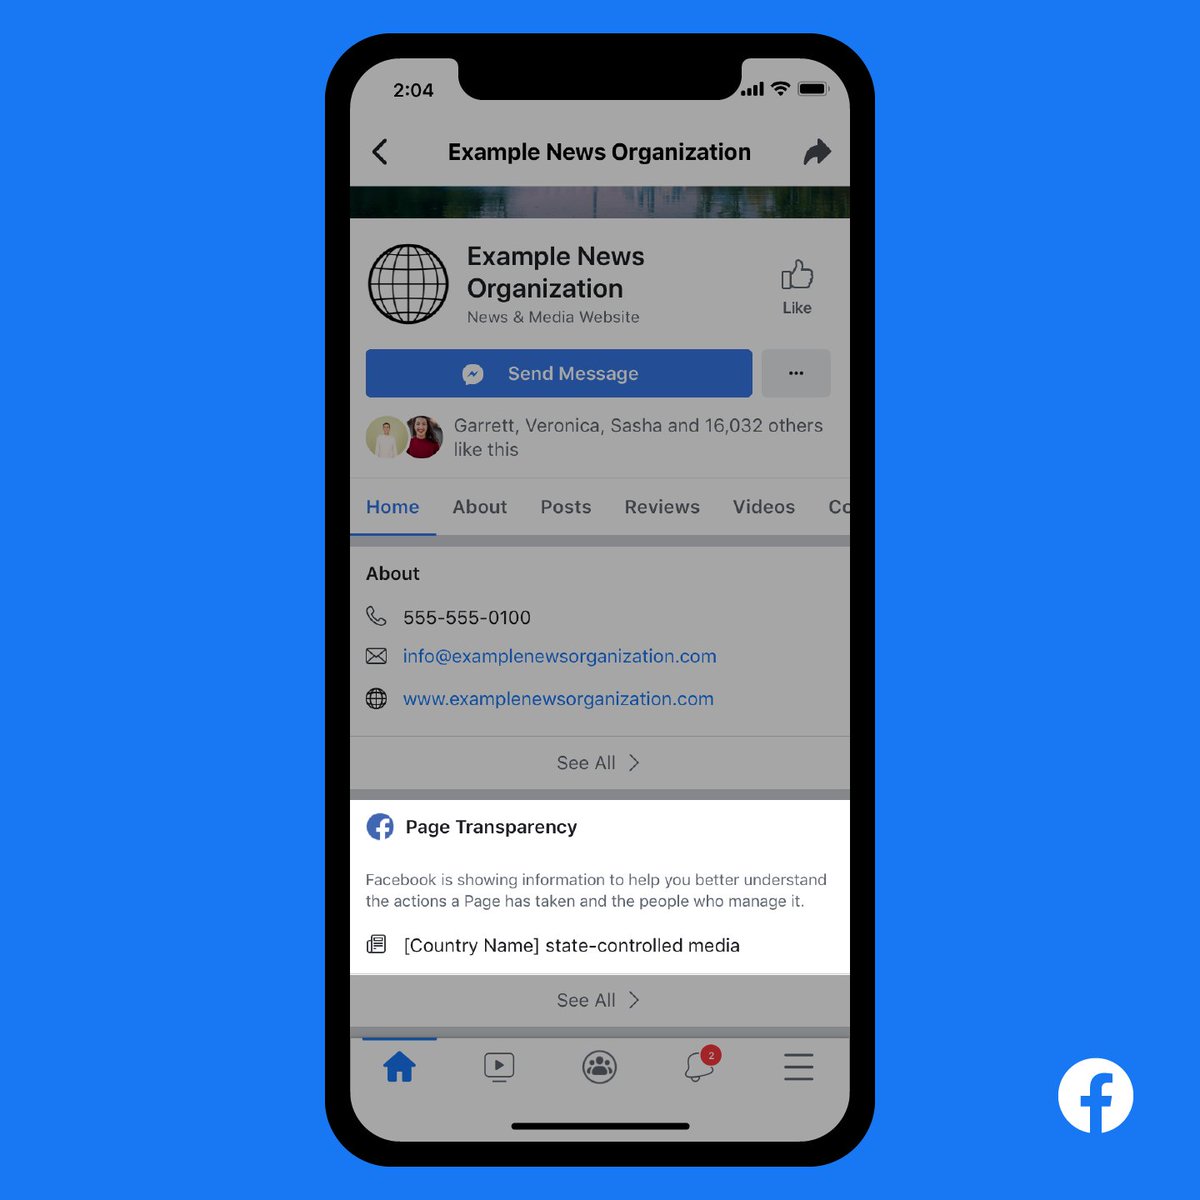 2:04
Example News Organization
Example News
Organization
News & Media Website
Like
Send Message
Garrett, Veronica, Sasha and 16,032 others
like this
Home About Posts Reviews Videos Co
About
555-555-0100
info@examplenewsorganization.com
www.examplenewsorganization.com
See All
Page Transparency
Facebook is showing information to help you better understand
the actions a Page has taken and the people who manage it.
[Country Name] state-controlled media
See All
2